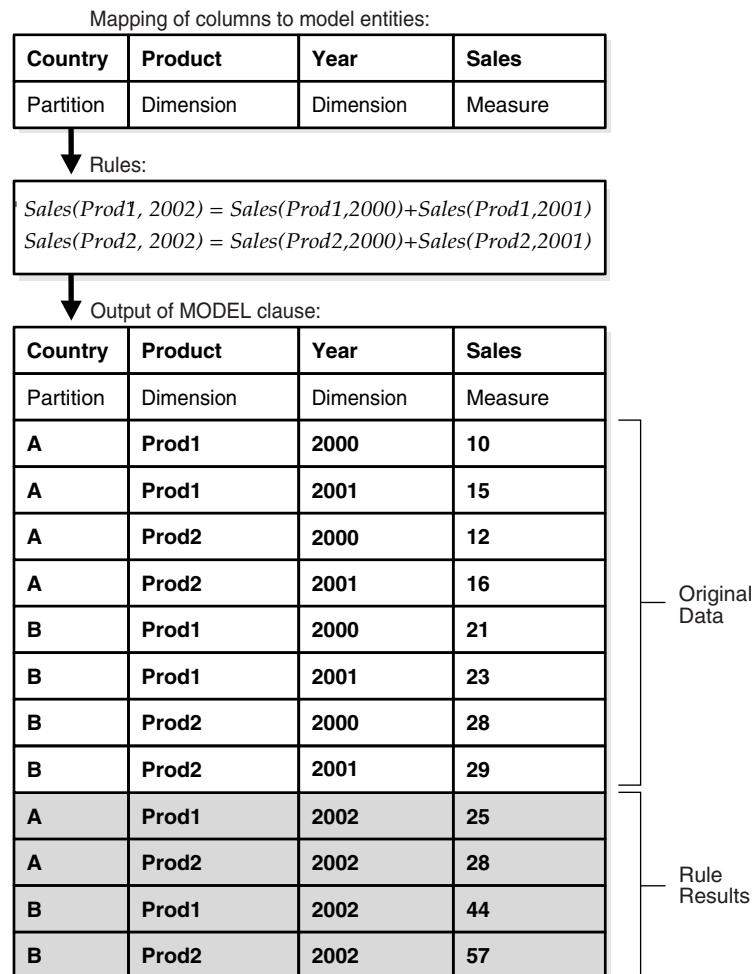 Mapping of columns to model entities:
Country Product Year Sales
Partition Dimension Dimension Measure
Rules:
Sales(Prod1, 2002) = Sales(Prod1,2000)+Sales(Prod1,2001)
Sales(Prod2, 2002) = Sales(Prod2,2000)+Sales(Prod2,2001)
Output of MODEL clause:
Country Product Year Sales
Partition Dimension Dimension Measure
A Prod1 2000 10
A Prod1 2001 15
A Prod2 2000 12
A Prod2 2001 16
B Prod1 2000 21
B Prod1 2001 23
B Prod2 2000 28
B Prod2 2001 29
Original
Data
A Prod1 2002 25
A Prod2 2002 28
B Prod1 2002 44
B Prod2 2002 57
Rule
Results